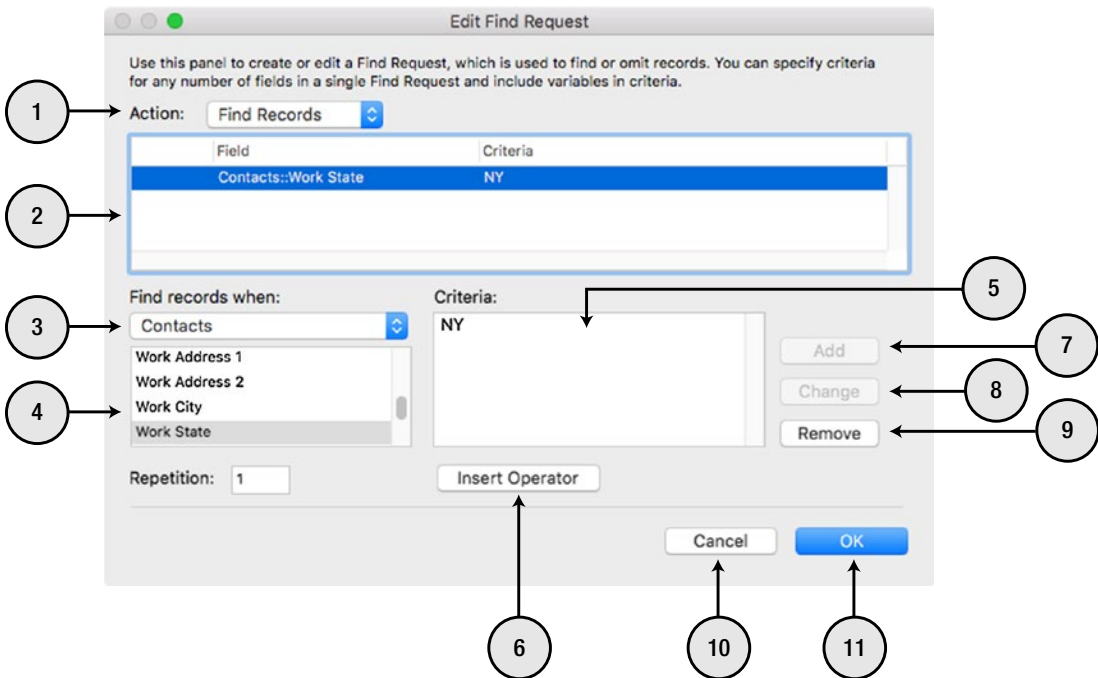 Edit Find Request
Use this panel to create or edit a Find Request, which is used to find or omit records. You can specify criteria
for any number of fields in a single Find Request and include variables in criteria.
1
Action: Find Records
Field Criteria
Contacts::Work State NY
2
Find records when: Criteria:
5
3
Contacts
NY
Work Address 1
Add
7
Work Address 2
Change
8
4
Work City
Work State
Remove
9
Repetition: 1
Insert Operator
Cancel OK
6
10
11